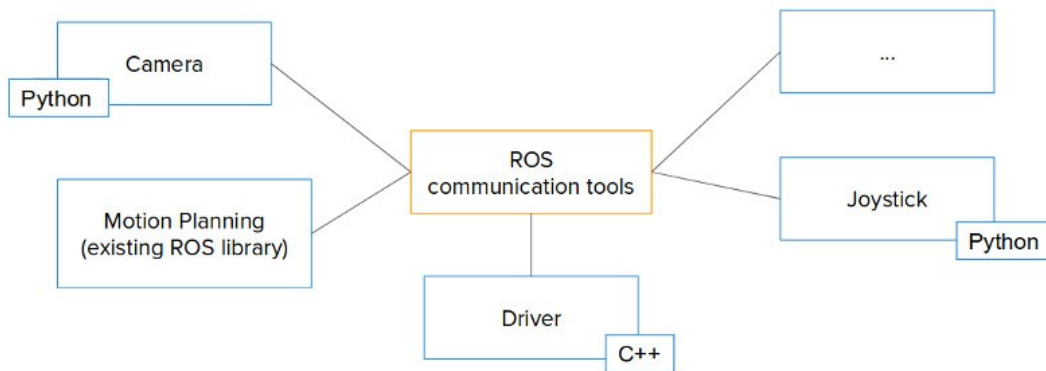 Camera
Python
...
ROS
communication tools
Motion Planning
(existing ROS library)
Joystick
Python
Driver
C++